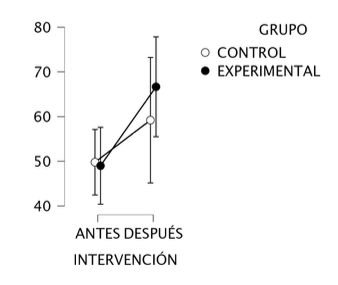 80
70
60
50
40
GRUPO
CONTROL
EXPERIMENTAL
ANTES DESPUÉS
INTERVENCIÓN